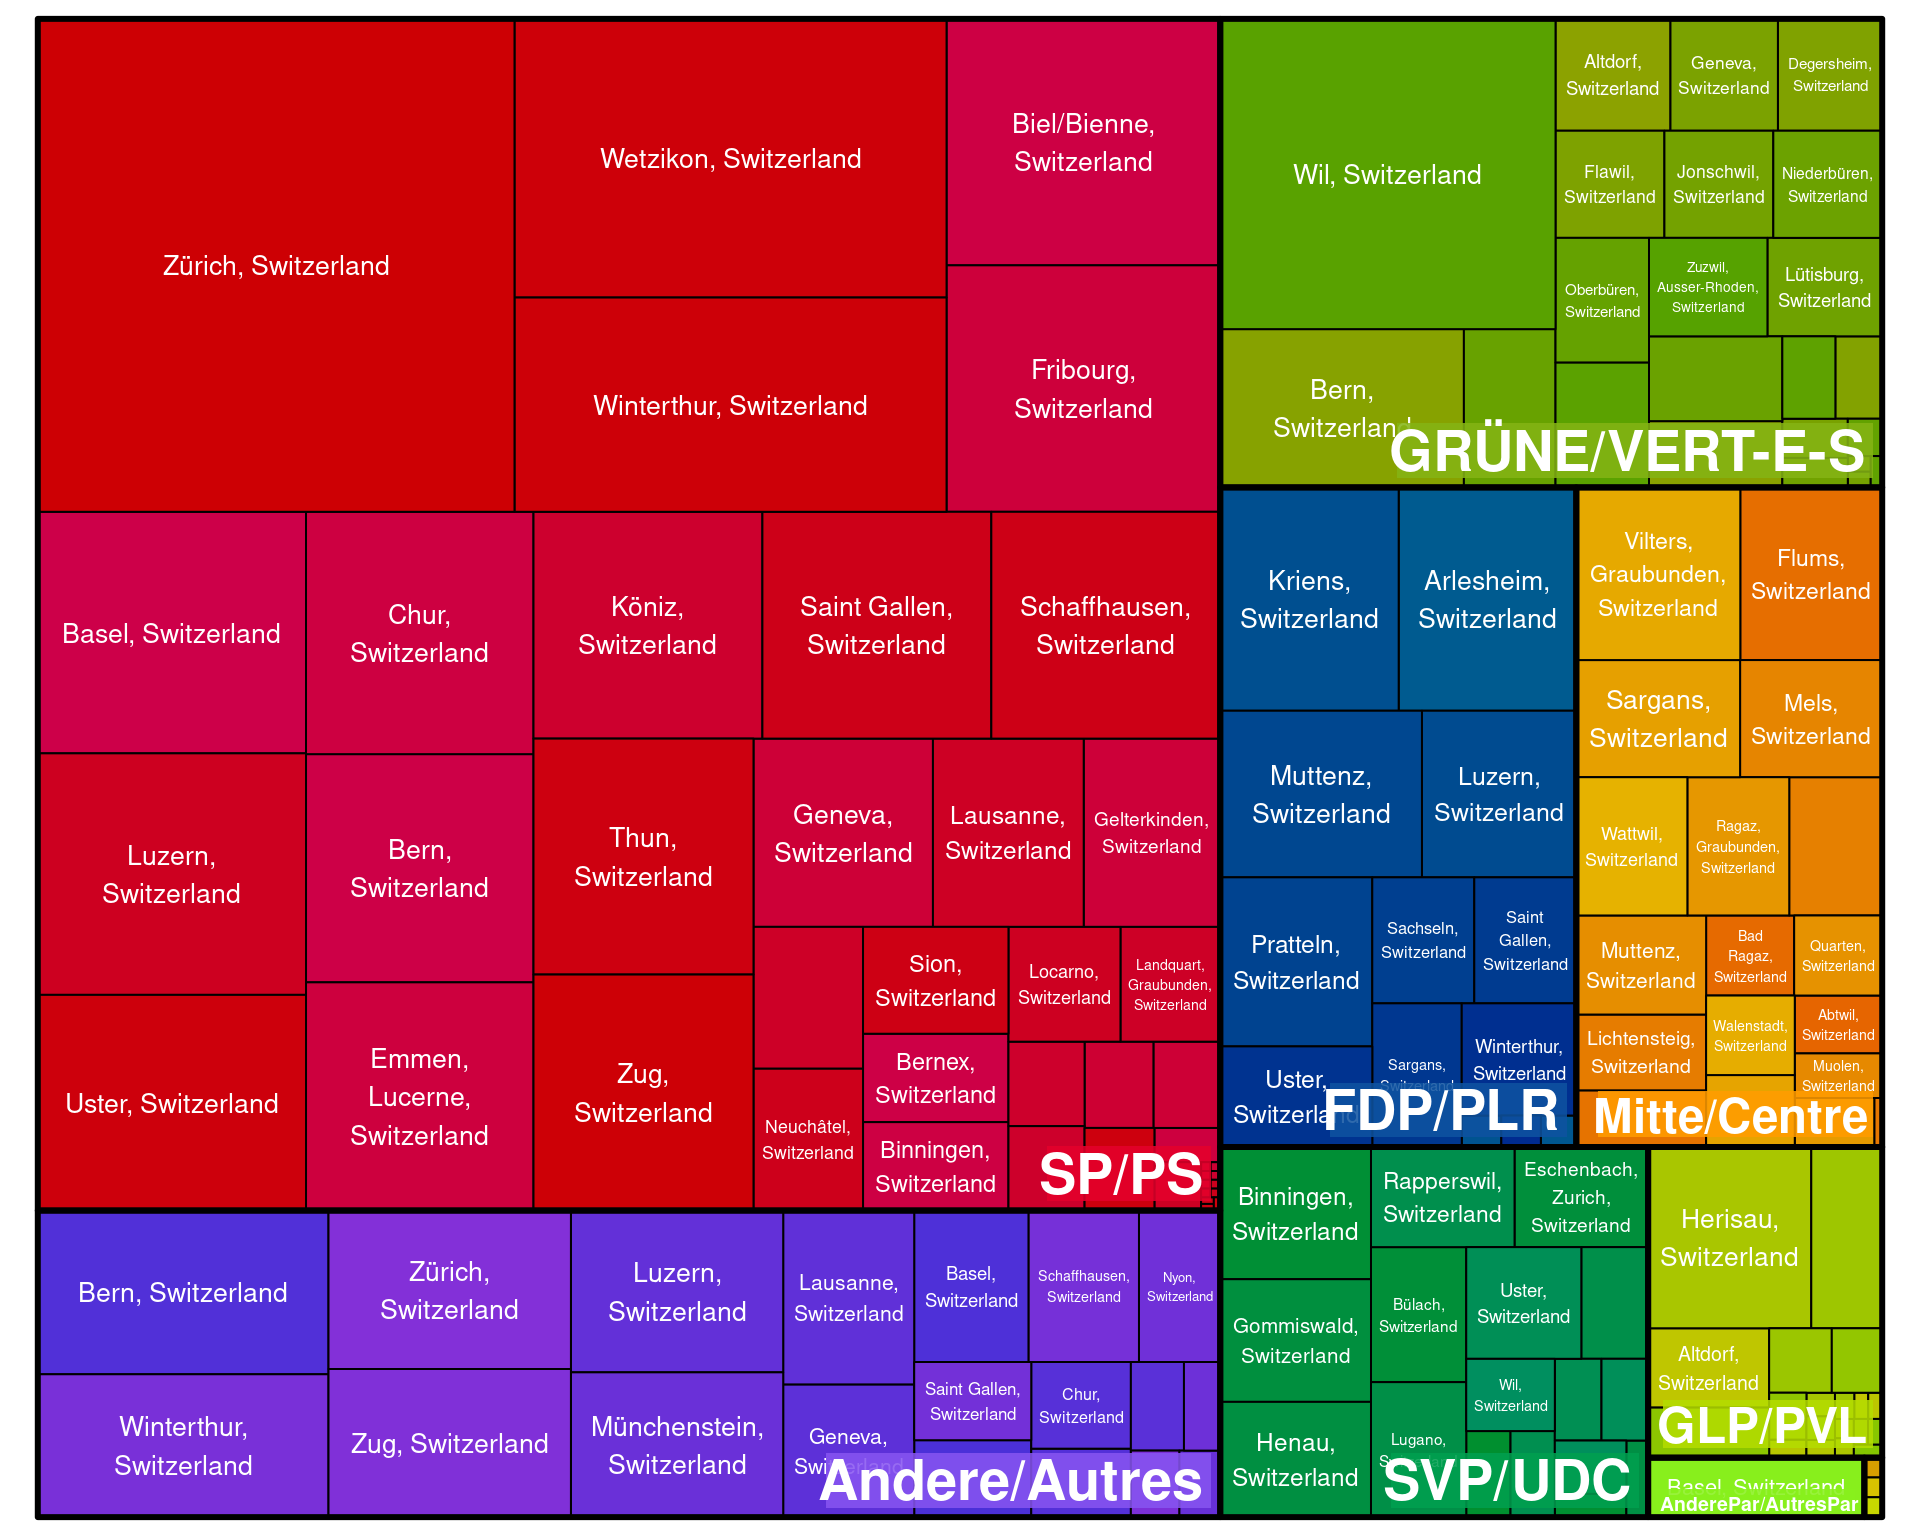 Zürich, Switzerland
Wetzikon, Switzerland
Winterthur, Switzerland
Biel/Bienne,
Switzerland
Fribourg,
Switzerland
Basel, Switzerland
Chur,
Switzerland
Köniz,
Switzerland
Saint Gallen,
Switzerland
Schaffhausen,
Switzerland
Luzern,
Switzerland
Bern,
Switzerland
Thun,
Switzerland
Geneva,
Switzerland
Lausanne,
Switzerland
Gelterkinden,
Switzerland
Uster, Switzerland
Emmen,
Lucerne,
Switzerland
Zug,
Switzerland
Sion,
Switzerland
Locarno,
Switzerland
Landquart,
Graubunden,
Switzerland
Bernex,
Switzerland
Neuchâtel,
Switzerland
Binningen,
Switzerland
SP/PS
Bern, Switzerland
Zürich,
Switzerland
Luzern,
Switzerland
Lausanne,
Switzerland
Basel,
Switzerland
Schaffhausen,
Switzerland
Nyon,
Switzerland
Winterthur,
Switzerland
Zug, Switzerland
Münchenstein,
Switzerland
Geneva,
Switzerland
Saint Gallen,
Switzerland
Chur,
Switzerland
Andere/Autres
Wil, Switzerland
Altdorf,
Switzerland
Geneva,
Switzerland
Degersheim,
Switzerland
Flawil,
Switzerland
Jonschwil,
Switzerland
Niederbüren,
Switzerland
Oberbüren,
Switzerland
Zuzwil,
Ausser-Rhoden,
Switzerland
Lütisburg,
Switzerland
Bern,
Switzerland
GRÜNE/VERT-E-S
Kriens,
Switzerland
Arlesheim,
Switzerland
Muttenz,
Switzerland
Luzern,
Switzerland
Pratteln,
Switzerland
Sachseln,
Switzerland
Saint
Gallen,
Switzerland
Uster,
Switzerland
Sargans,
Switzerland
Winterthur,
Switzerland
FDP/PLR
Vilters,
Graubunden,
Switzerland
Flums,
Switzerland
Sargans,
Switzerland
Mels,
Switzerland
Wattwil,
Switzerland
Ragaz,
Graubunden,
Switzerland
Muttenz,
Switzerland
Bad
Ragaz,
Switzerland
Quarten,
Switzerland
Lichtensteig,
Switzerland
Walenstadt,
Switzerland
Abtwil,
Switzerland
Muolen,
Switzerland
Mitte/Centre
Binningen,
Switzerland
Rapperswil,
Switzerland
Eschenbach,
Zurich,
Switzerland
Gommiswald,
Switzerland
Bülach,
Switzerland
Uster,
Switzerland
Henau,
Switzerland
Lugano,
Wil,
Switzerland
SVP/UDC
Herisau,
Switzerland
Altdorf,
Switzerland
GLP/PVL
Basel, Switzerland
AnderePar/AutresPar